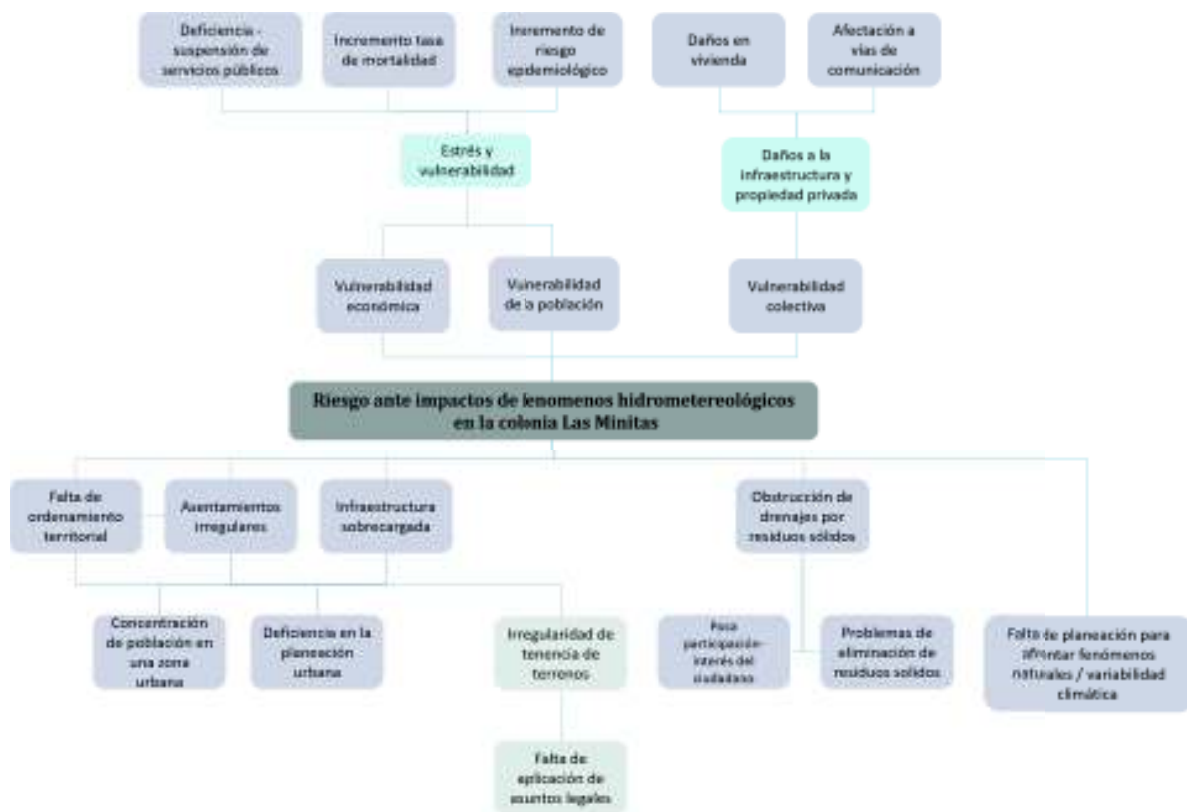 Deficiencia -
suspensión de
servicios públicos
Incremento tasa
de mortalidad
Incremento de
riesgo
epidemiológico
Daños en
vivienda
Afectación a
vías de
comunicación
Estrés y
vulnerabilidad
Daños a la
infraestructura y
propiedad privada
Vulnerabilidad
económica
Vulnerabilidad
de a población
Vulnerabilidad
colectiva
Riesgo ante impactos de fenomenos hidrometereológicos
en la colonia Las Minitas
Falta de
ordenamiento
territorial
Asentamientos
irregulares
Infraestructura
sobrecargada
Obstrucción de
drenajes por
residuos sólidos
Concentración
de población en
una zona
urbana
Deficiencia en la
planeación
urbana
Irregularidad de
tenencia de
terrenos
Poca
participación-
interés del
ciudadano
Problemas de
eliminación de
residuos solidos
Falta de planeación para
afrontar fenómenos
naturales / variabilidad
climática
Falta de
aplicación de
asuntos legales